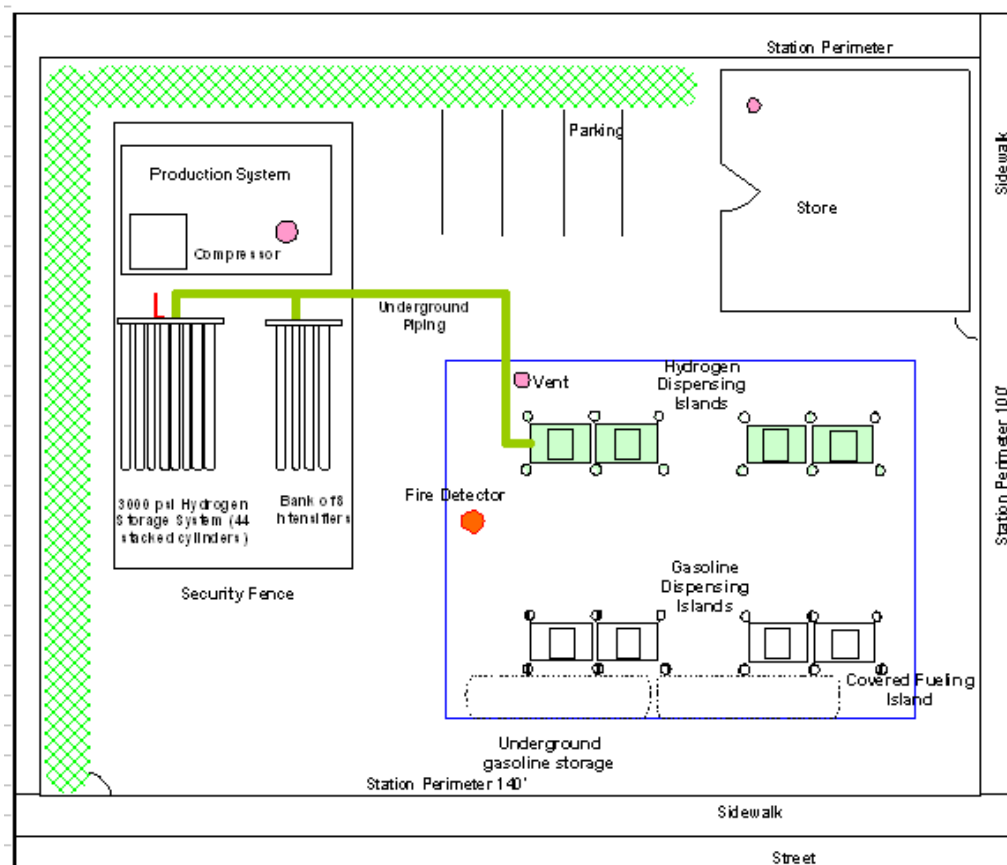 Station Perimeter
Parking
Sidewalk
Production System
Store
Compressor
Underground
Piping
Hydrogen
Dispensing
Islands
Vent
Station Perimeter 100'
3000 psi Hydrogen
Storage System (44
stacked cylinders)
Bank of 8
Intensifiers
Fire Detector
Security Fence
Gasoline
Dispensing
Islands
Covered Fueling
Island
Underground
gasoline storage
Station Perimeter 140'
Sidewalk
Street